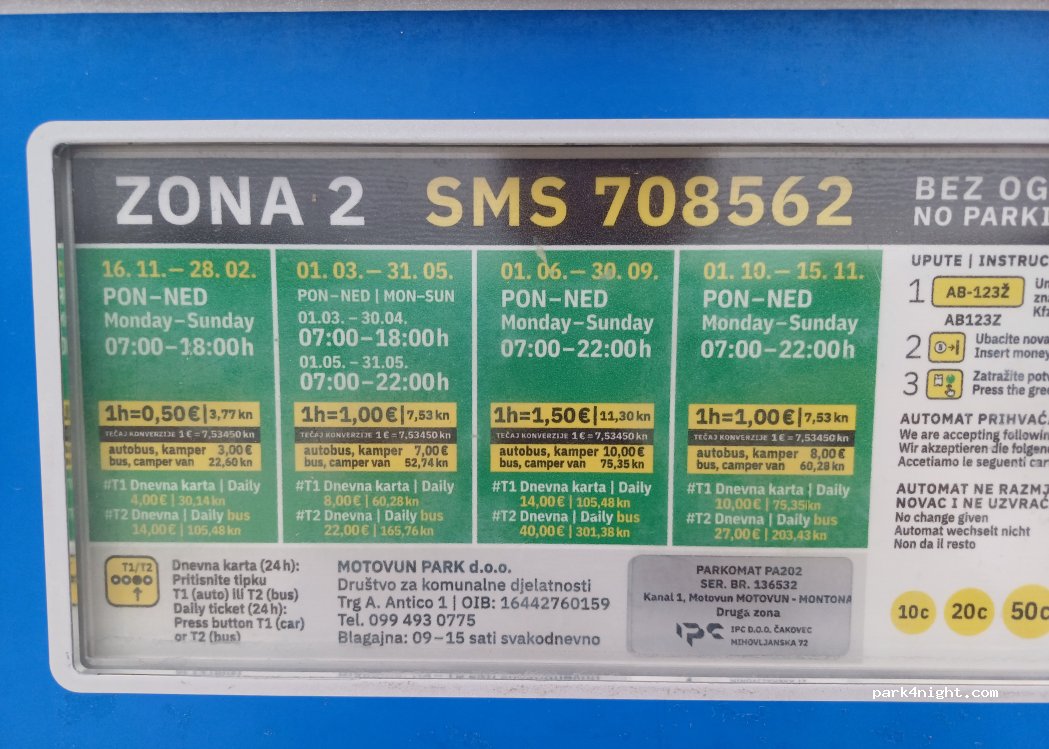 ZONA 2 SMS 708562
BEZ OG
NO PARKI
16. 11. – 28. 02.
PON – NED
Monday – Sunday
07:00 – 18:00h
1h=0,50 € | 3,77 kn
TEČAJ KONVERZIJE 1 € = 7,53450 kn
autobus, kamper 3,00 €
bus, camper van 22,60 kn
#T1 Dnevna karta | Daily
4,00 € | 30,14 kn
#T2 Dnevna | Daily bus
14,00 € | 105,48 kn
01. 03. – 31. 05.
PON – NED | MON-SUN
01.03. – 30.04.
07:00 – 18:00h
01.05. – 31.05.
07:00 – 22:00h
1h=1,00 € | 7,53 kn
TEČAJ KONVERZIJE 1 € = 7,53450 kn
autobus, kamper 7,00 €
bus, camper van 52,74 kn
#T1 Dnevna karta | Daily
8,00 € | 60,28 kn
#T2 Dnevna | Daily bus
22,00 € | 165,76 kn
01. 06. – 30. 09.
PON – NED
Monday – Sunday
07:00 – 22:00h
1h=1,50 € | 11,30 kn
TEČAJ KONVERZIJE 1 € = 7,53450 kn
autobus, kamper 10,00 €
bus, camper van 75,35 kn
#T1 Dnevna karta | Daily
14,00 € | 105,48 kn
#T2 Dnevna | Daily bus
40,00 € | 301,38 kn
01. 10. – 15. 11.
PON – NED
Monday – Sunday
07:00 – 22:00h
1h=1,00 € | 7,53 kn
TEČAJ KONVERZIJE 1 € = 7,53450 kn
autobus, kamper 8,00 €
bus, camper van 60,28 kn
#T1 Dnevna karta | Daily
10,00 € | 75,35 kn
#T2 Dnevna | Daily bus
27,00 € | 203,43 kn
UPUTE | INSTRUC
1 AB-123Ž
AB123Z
Un
zna
Kfz
2 Ubacite nova
Insert money
3 Zatražite potv
Press the gree
AUTOMAT PRIHVAĆ
We are accepting followin
Wir akzeptieren die folgend
Accetiamo le seguenti car
AUTOMAT NE RAZMJ
NOVAC I NE UZVRAĆ
No change given
Automat wechselt nicht
Non da il resto
10c 20c 50c
T1/T2
Dnevna karta (24 h):
Pritisnite tipku
T1 (auto) ili T2 (bus)
Daily ticket (24 h):
Press button T1 (car)
or T2 (bus)
MOTOVUN PARK d.o.o.
Društvo za komunalne djelatnosti
Trg A. Antico 1 | OIB: 16442760159
Tel. 099 493 0775
Blagajna: 09 – 15 sati svakodnevno
PARKOMAT PA202
SER. BR. 136532
Kanal 1, Motovun MOTOVUN - MONTONA
Druga zona
IPC IPC D.O.O. ČAKOVEC
MIHOVLJANSKA 72
park4night.com